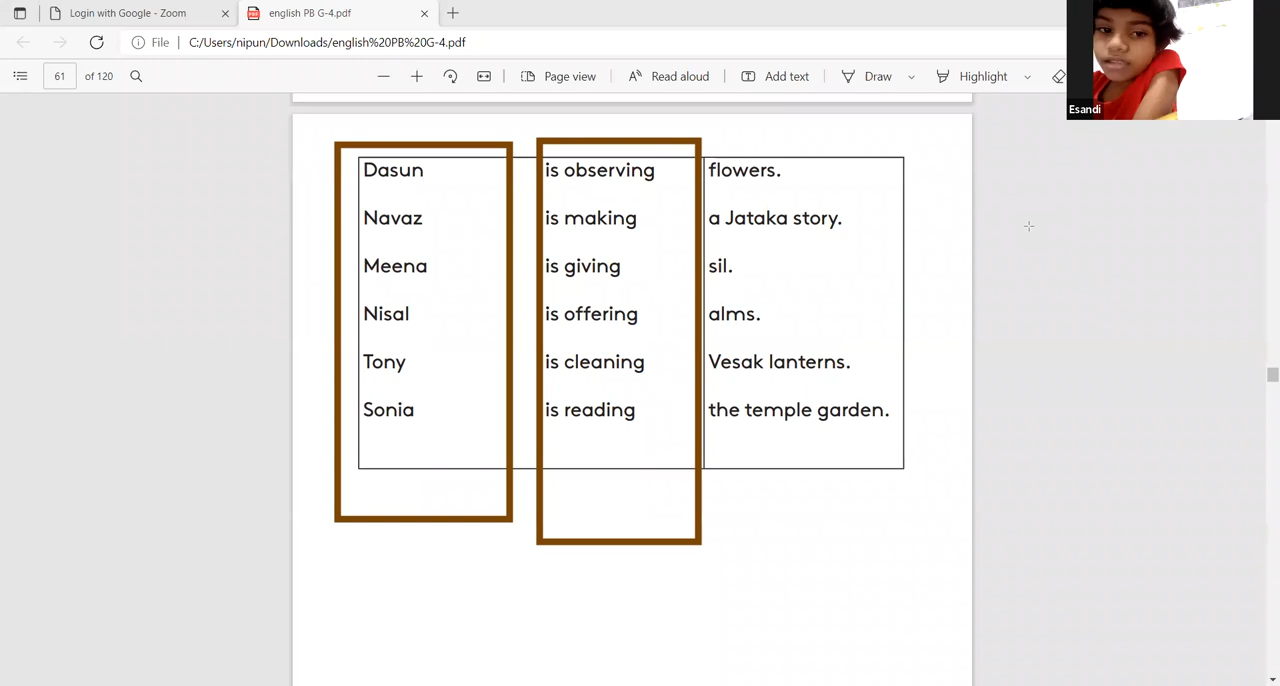 Login with Google - Zoom
english PB G-4.pdf
File C:/Users/nipun/Downloads/english%20PB%20G-4.pdf
61 of 120 Page view Read aloud Add text Draw Highlight
Esandi
Dasun is observing flowers.
Navaz is making a Jataka story.
Meena is giving sil.
Nisal is offering alms.
Tony is cleaning Vesak lanterns.
Sonia is reading the temple garden.